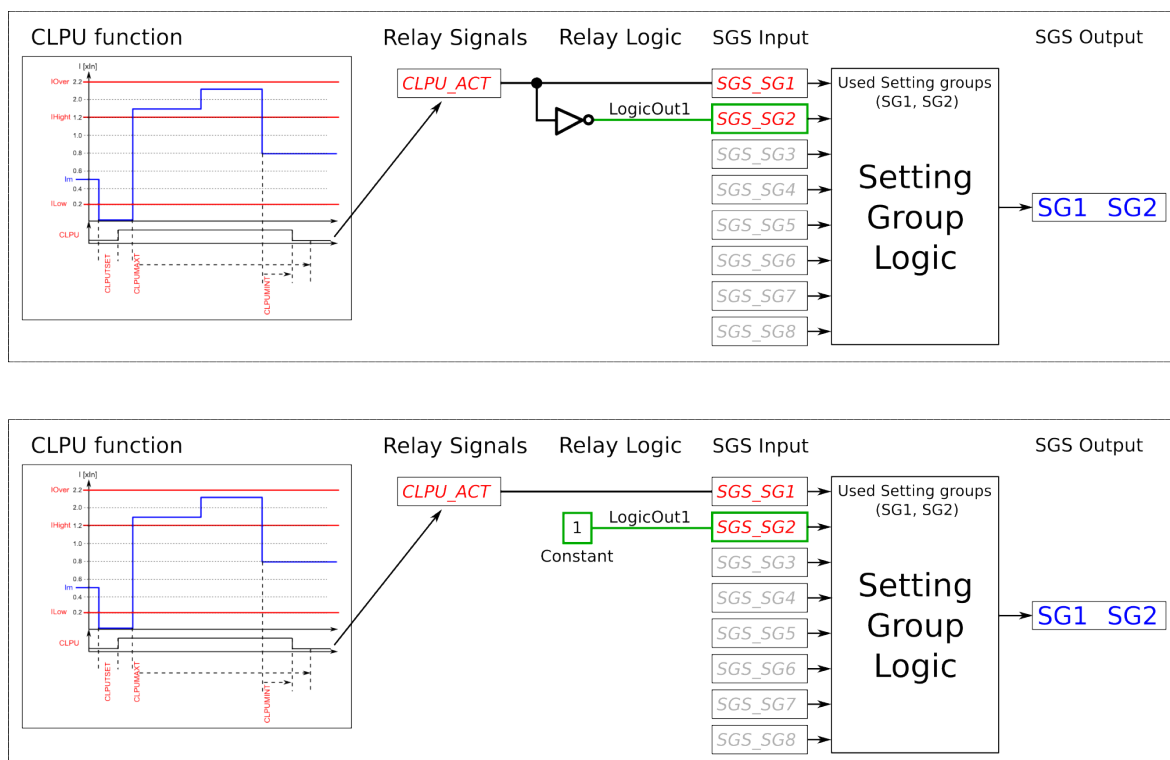 CLPU function
Relay Signals
Relay Logic
SGS Input
SGS Output
I [xIn]
IOver 2.2
2.0
IHight 1.2
1.0
0.8
0.6
Im
0.4
ILow 0.2
CLPU
CLPUTSET
CLPUMAXT
CLPUMINT
CLPU_ACT
LogicOut1
SGS_SG1
SGS_SG2
SGS_SG3
SGS_SG4
SGS_SG5
SGS_SG6
SGS_SG7
SGS_SG8
Used Setting groups
(SG1, SG2)
Setting
Group
Logic
SG1 SG2
CLPU function
Relay Signals
Relay Logic
SGS Input
SGS Output
I [xIn]
IOver 2.2
2.0
IHight 1.2
1.0
0.8
0.6
Im
0.4
ILow 0.2
CLPU
CLPUTSET
CLPUMAXT
CLPUMINT
CLPU_ACT
1
Constant
LogicOut1
SGS_SG1
SGS_SG2
SGS_SG3
SGS_SG4
SGS_SG5
SGS_SG6
SGS_SG7
SGS_SG8
Used Setting groups
(SG1, SG2)
Setting
Group
Logic
SG1 SG2